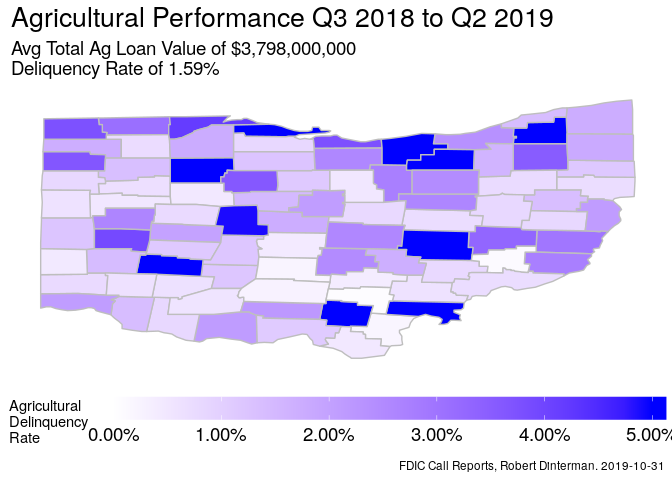 Agricultural Performance Q3 2018 to Q2 2019
Avg Total Ag Loan Value of $3,798,000,000
Deliquency Rate of 1.59%
Agricultural
Delinquency
Rate
0.00% 1.00% 2.00% 3.00% 4.00% 5.00%
FDIC Call Reports, Robert Dinterman. 2019-10-31